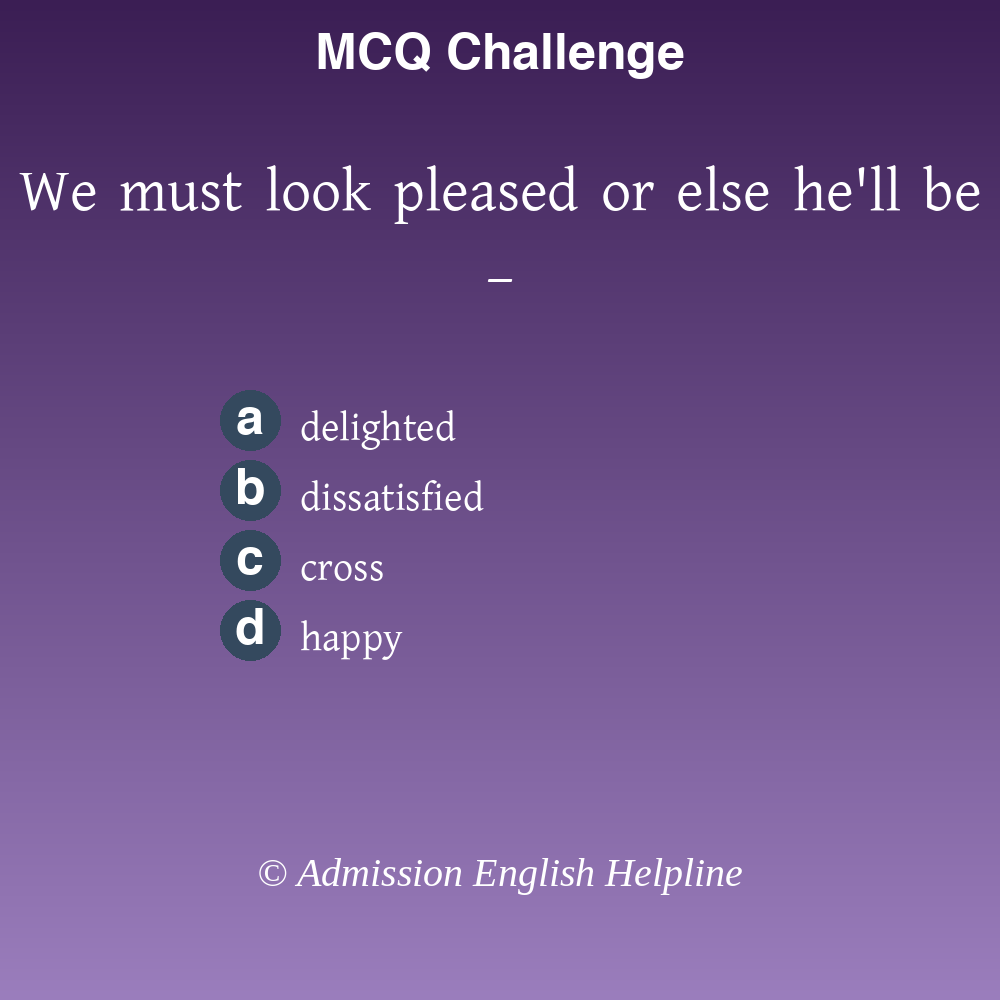 MCQ Challenge
We must look pleased or else he'll be
_
a delighted
b dissatisfied
c cross
d happy
© Admission English Helpline